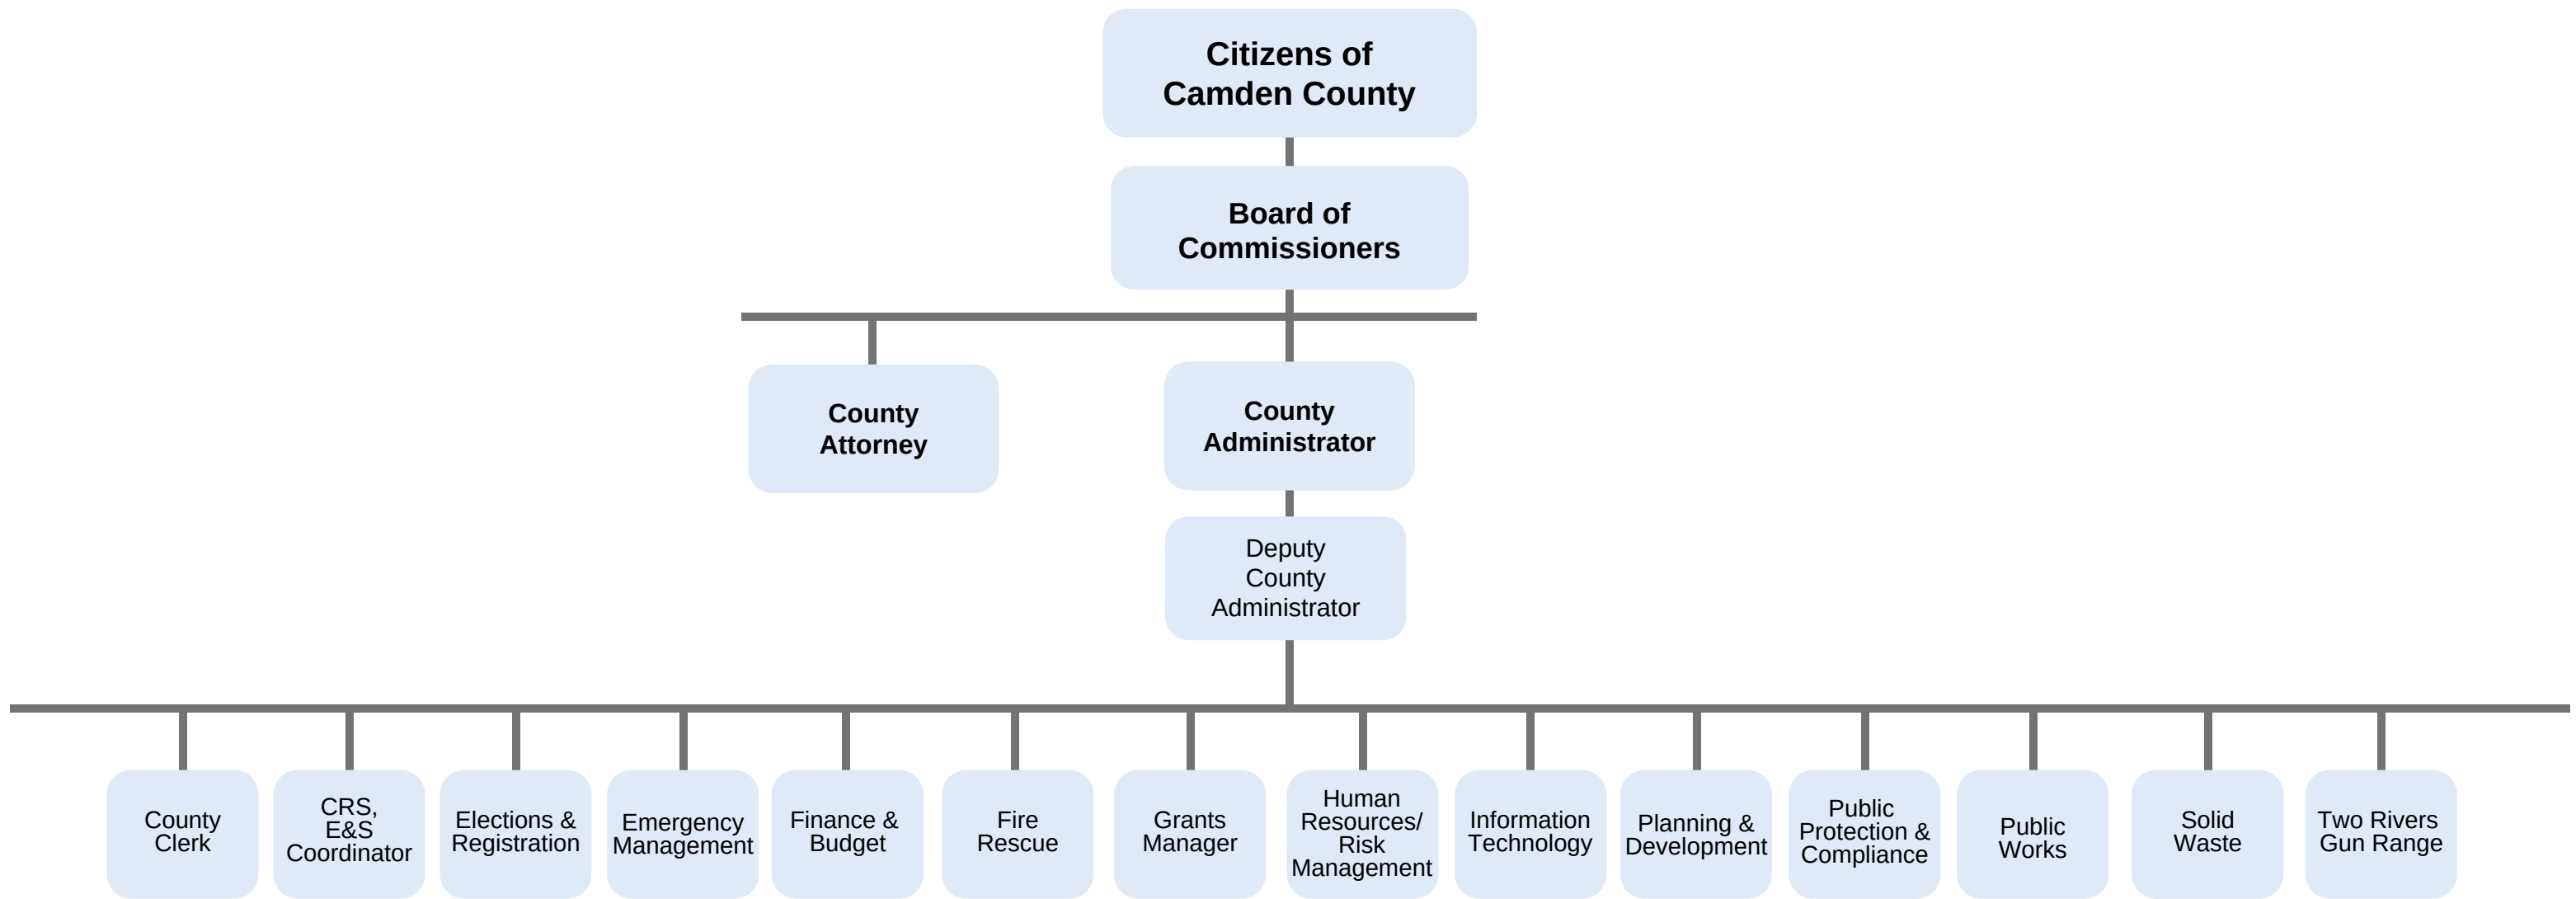 Citizens of
Camden County
Board of
Commissioners
County
Attorney
County
Administrator
Deputy
County
Administrator
County
Clerk
CRS,
E&S
Coordinator
Elections &
Registration
Emergency
Management
Finance &
Budget
Fire
Rescue
Grants
Manager
Human
Resources/
Risk
Management
Information
Technology
Planning &
Development
Public
Protection &
Compliance
Public
Works
Solid
Waste
Two Rivers
Gun Range